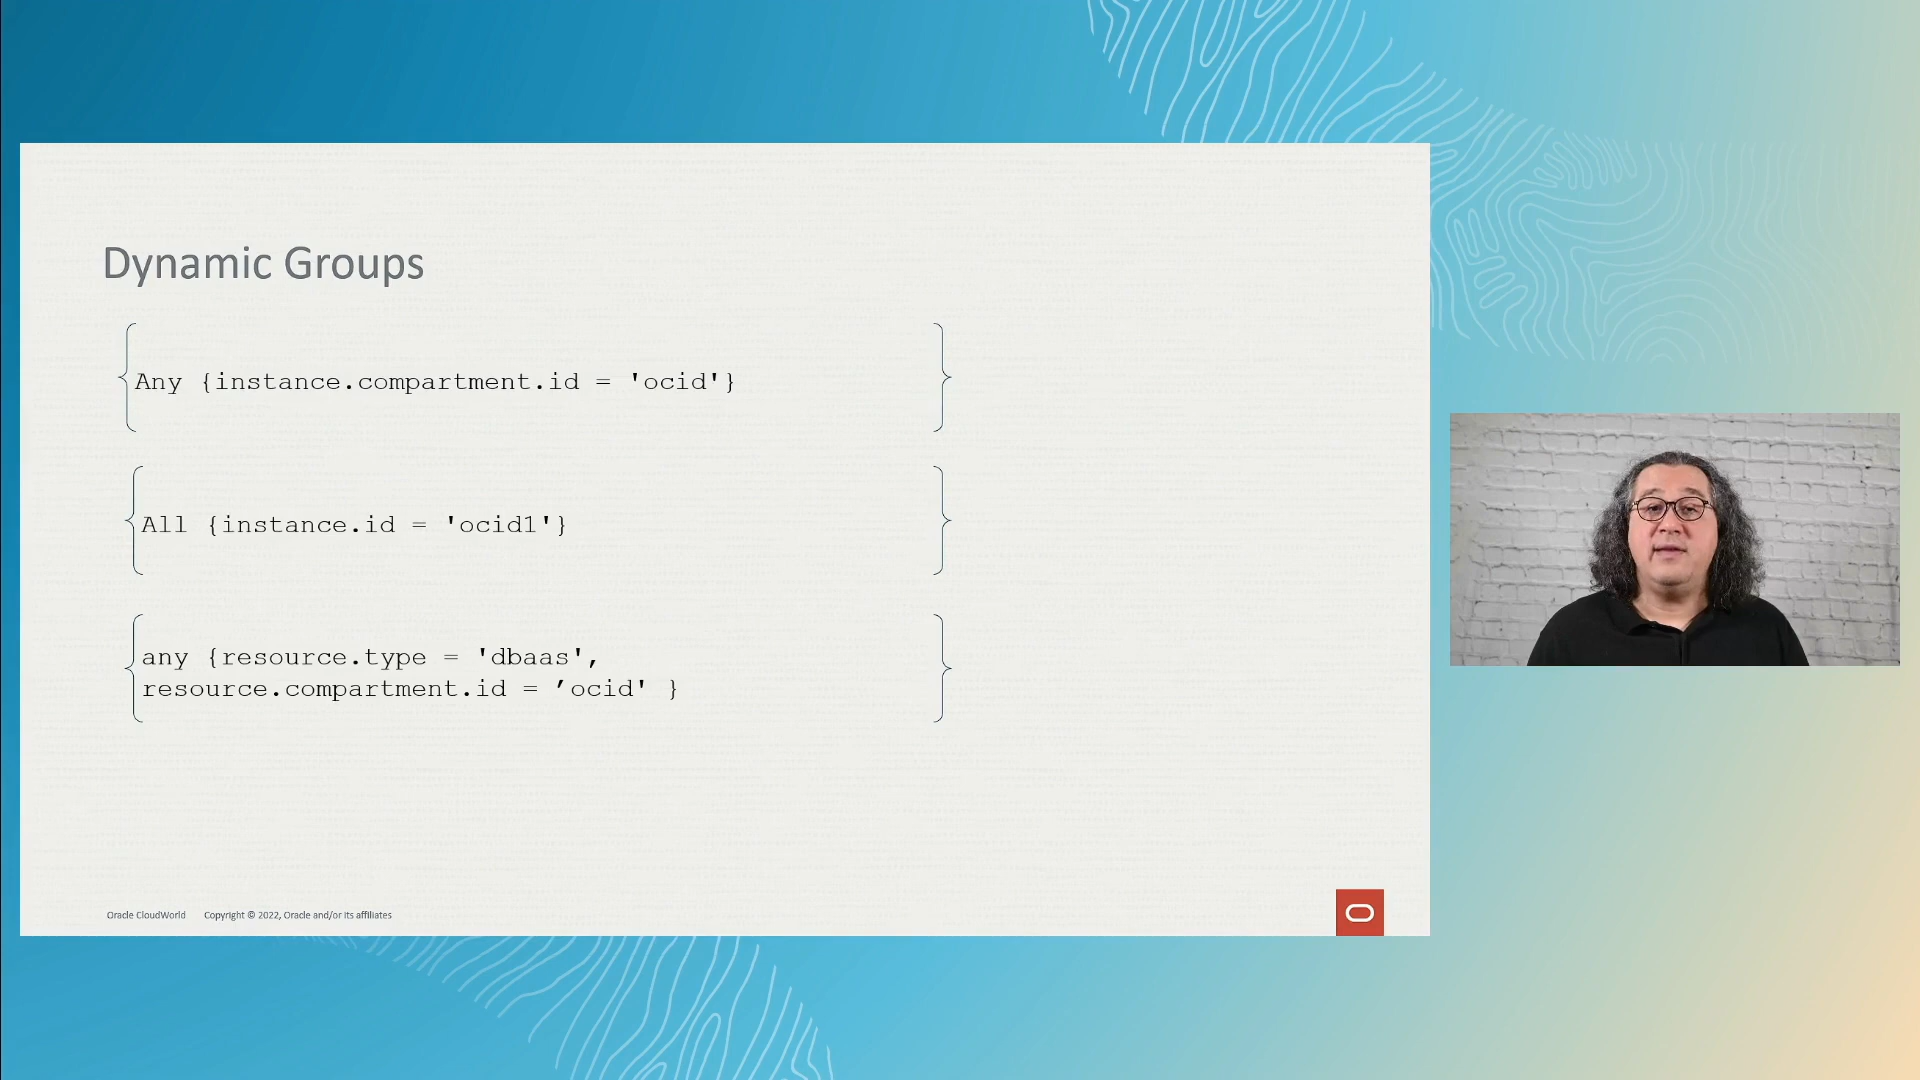 Dynamic Groups
Any {instance.compartment.id = 'ocid'}
All {instance.id = 'ocid1'}
any {resource.type = 'dbaas',
resource.compartment.id = ’ocid' }
Oracle CloudWorld Copyright © 2022, Oracle and/or its affiliates